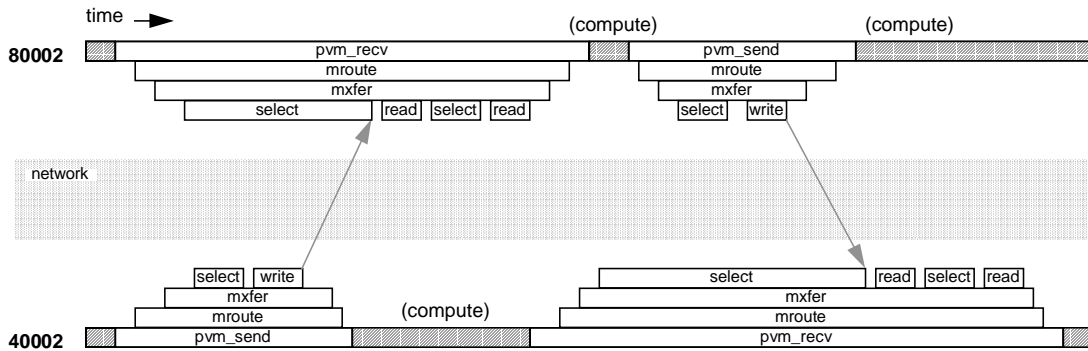 time
(compute) (compute)
80002 pvm_recv pvm_send
mroute mroute
mxfer mxfer
select read select read select write
network
select write select read select read
mxfer mxfer
(compute)
mroute mroute
40002 pvm_send pvm_recv